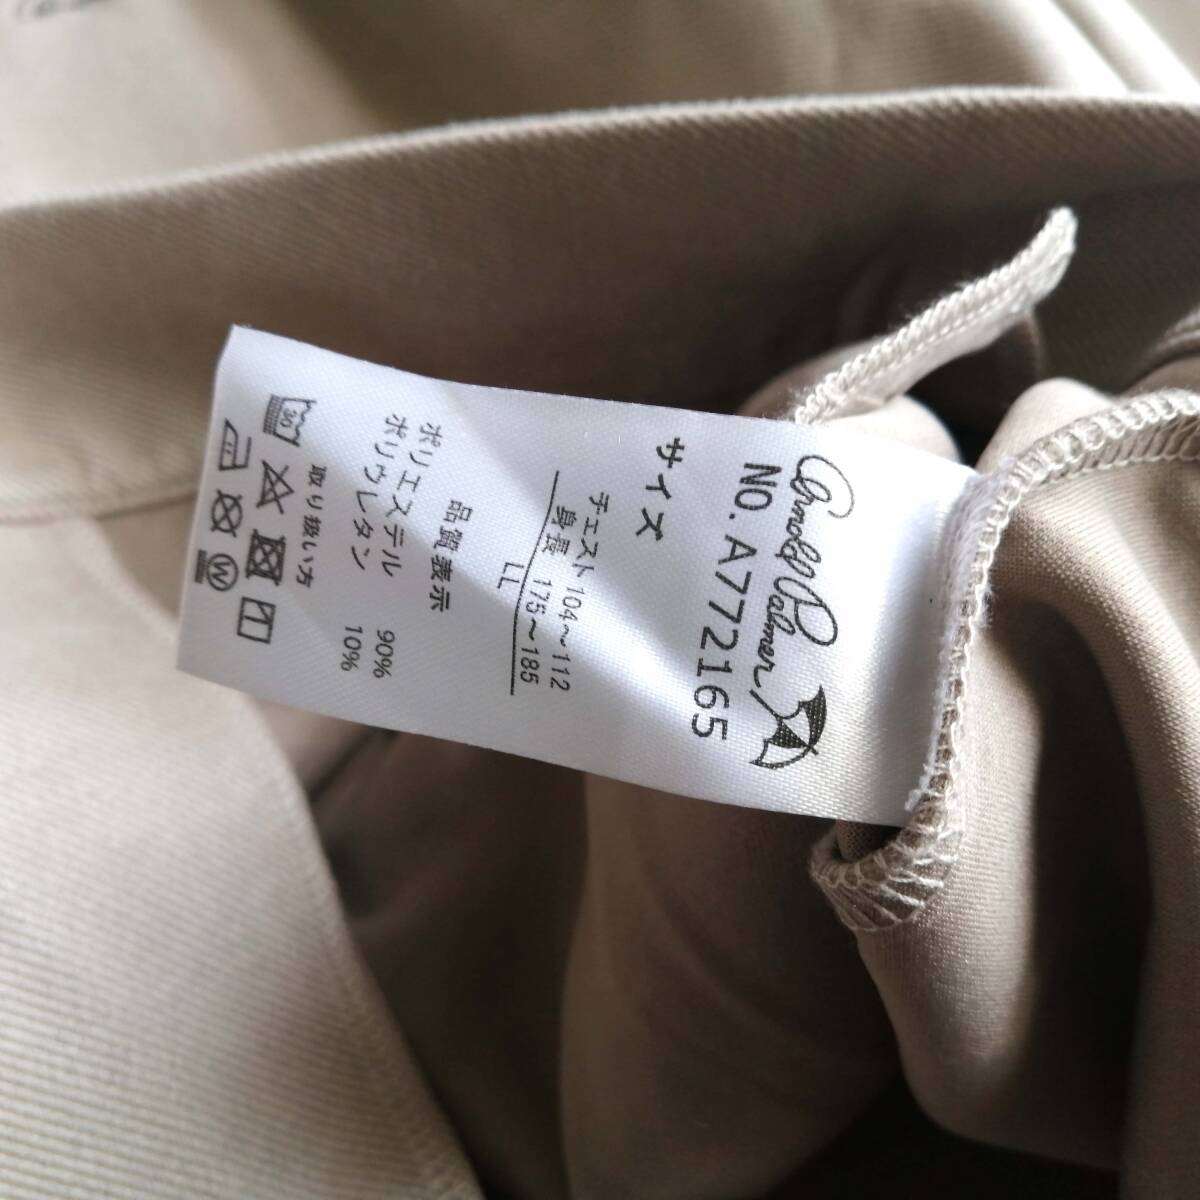 Arnold Palmer
NO. A772165
サイズ
チェスト 104～112
身長 175～185
LL
品質表示
ポリエステル 90%
ポリウレタン 10%
取り扱い方
30
W